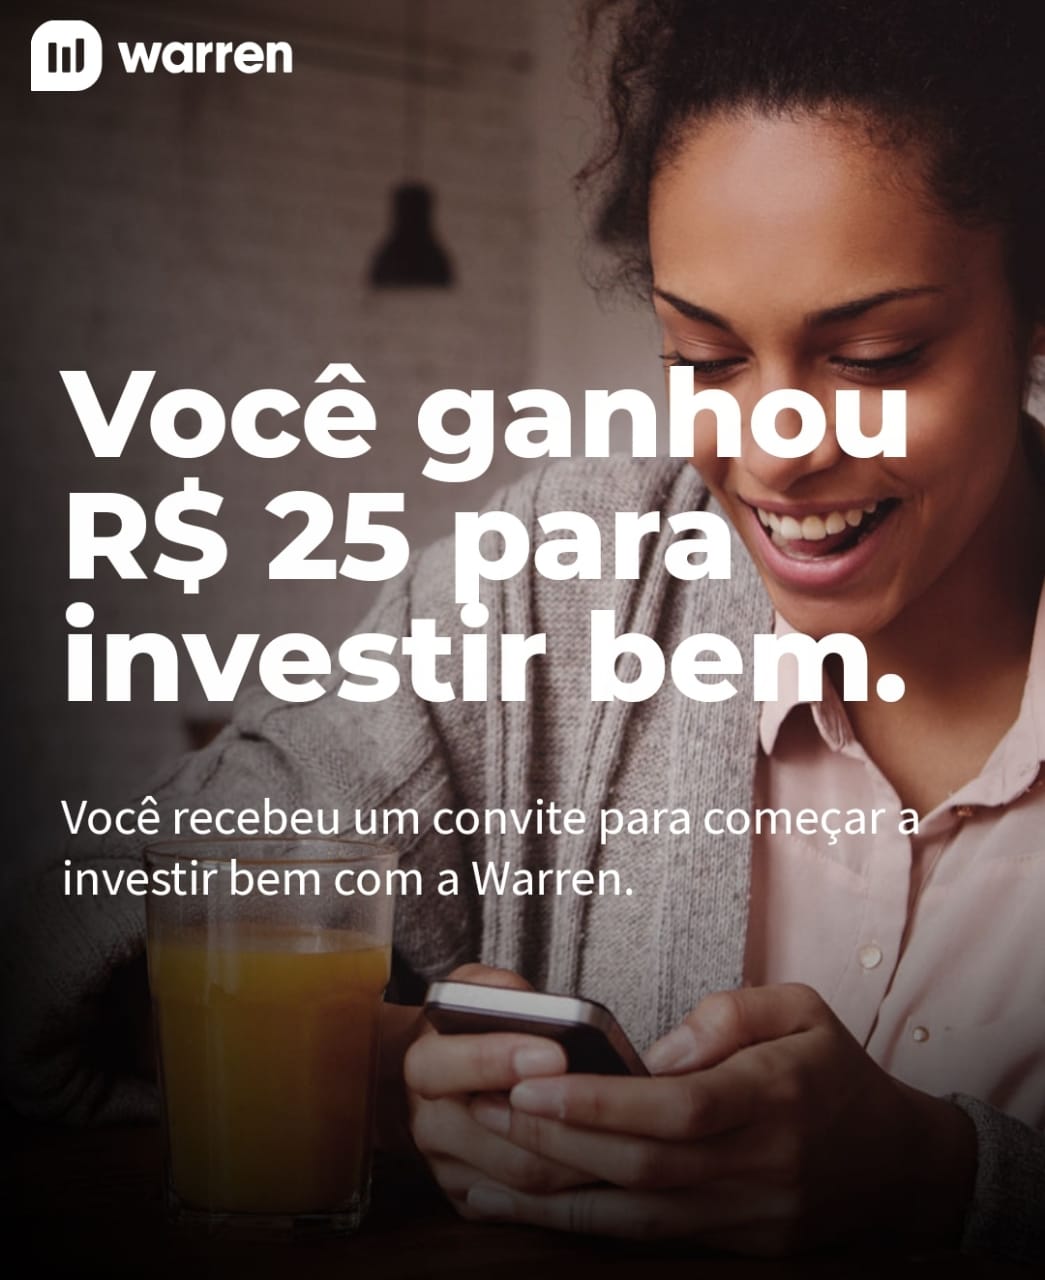 warren
Você ganhou
R$ 25 para
investir bem.
Você recebeu um convite para começar a
investir bem com a Warren.